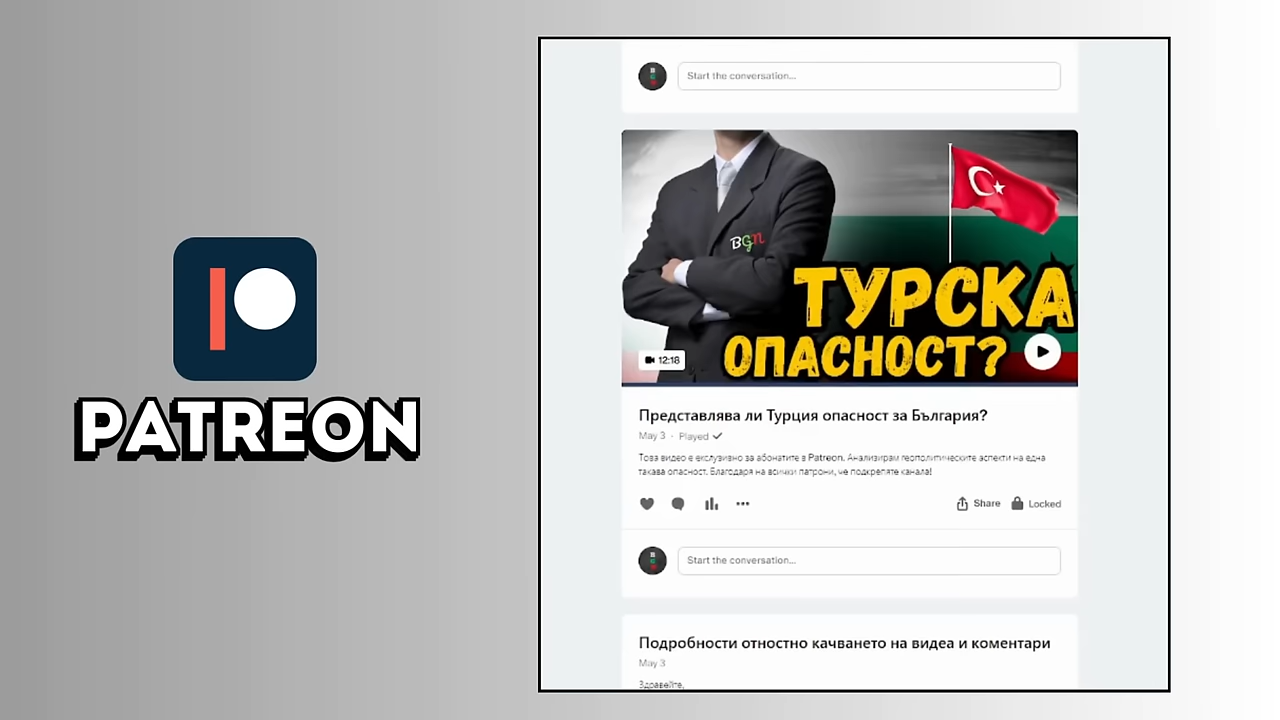 PATREON
Start the conversation...
BGN
ТУРСКА
ОПАСНОСТ?
12:18
Представлява ли Турция опасност за България?
May 3 · Played
Това видео е екслузивно за абонатите в Patreon. Анализирам геополитическите аспекти на една
такава опасност. Благодаря на всички патрони, че подкрепяте канала!
Share Locked
Start the conversation...
Подробности отностно качването на видеа и коментари
May 3
Здравейте,